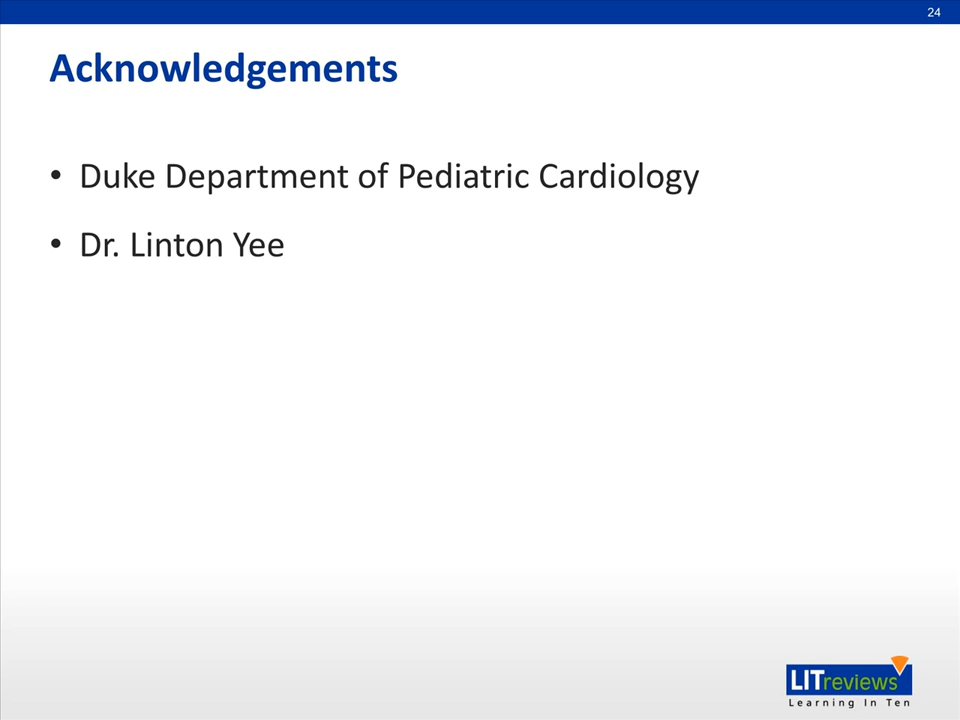 24
Acknowledgements
• Duke Department of Pediatric Cardiology
• Dr. Linton Yee
LITreviews
Learning In Ten